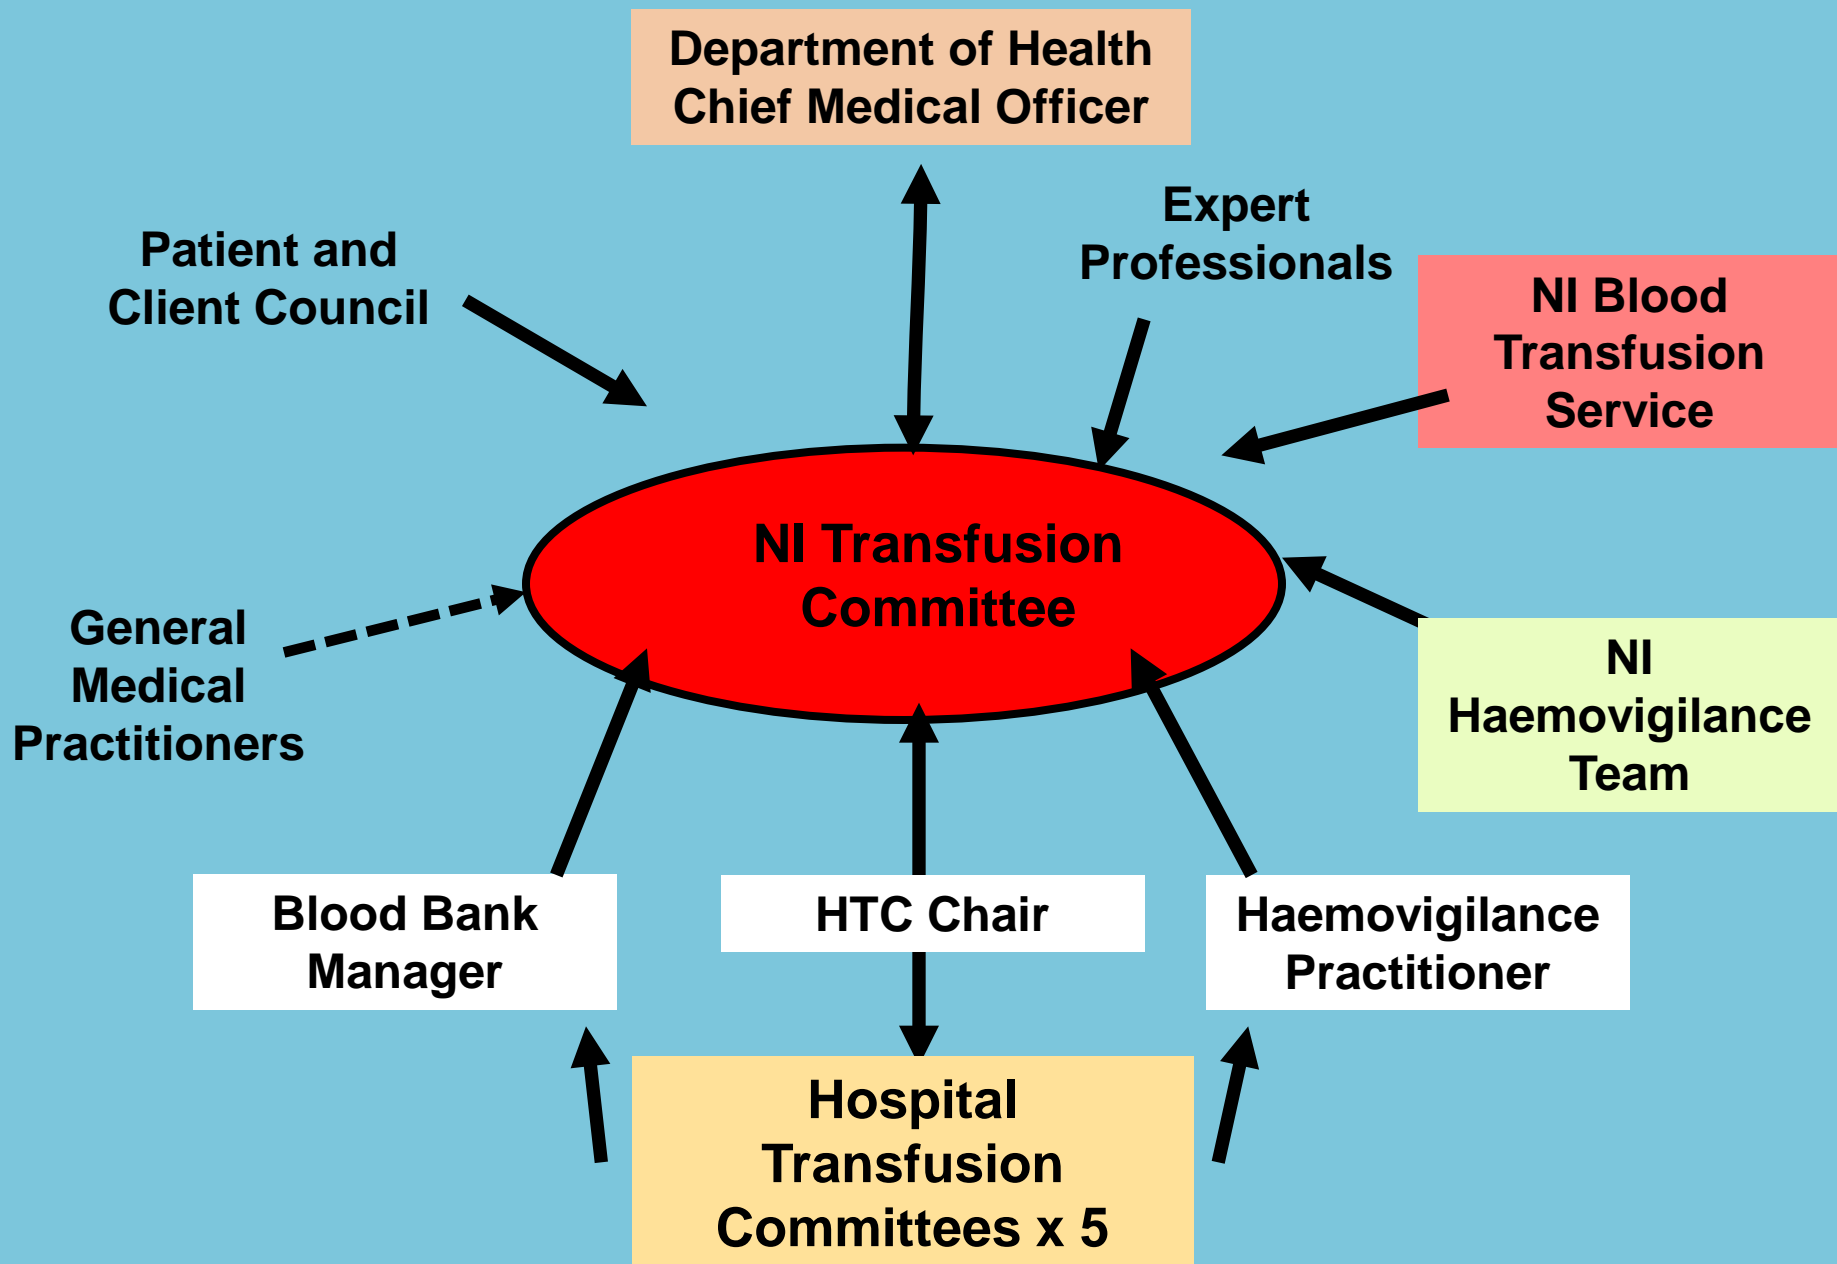 Department of Health
Chief Medical Officer
Expert
Professionals
Patient and
Client Council
NI Blood
Transfusion
Service
NI Transfusion
Committee
General
Medical
Practitioners
NI
Haemovigilance
Team
Blood Bank
Manager
HTC Chair
Haemovigilance
Practitioner
Hospital
Transfusion
Committees x 5